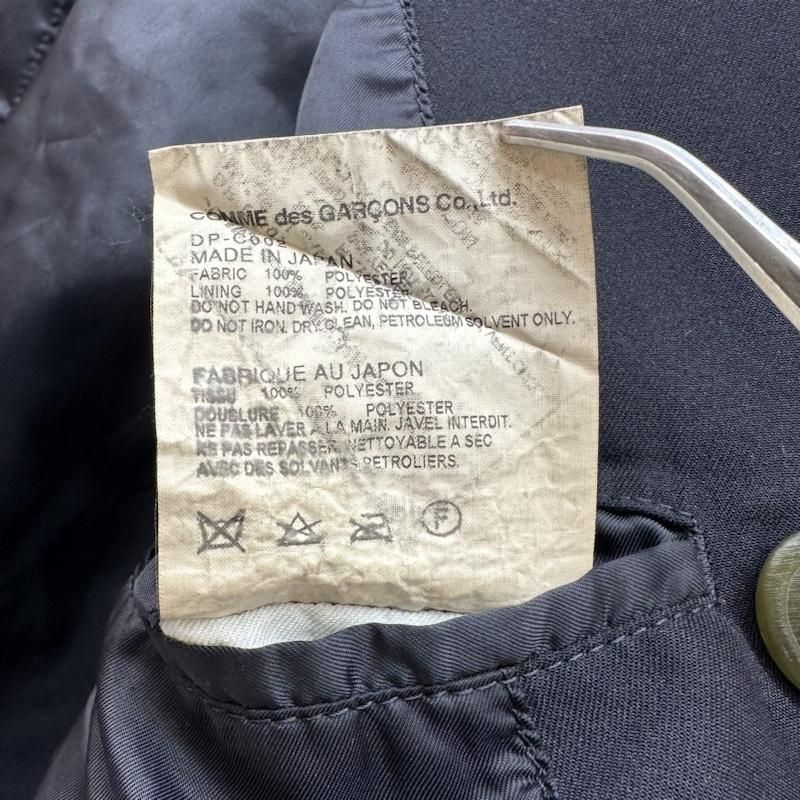 COMME des GARÇONS Co.,Ltd.
DP-C002
MADE IN JAPAN
FABRIC 100% POLYESTER
LINING 100% POLYESTER
DO NOT HAND WASH. DO NOT BLEACH.
DO NOT IRON. DRY CLEAN, PETROLEUM SOLVENT ONLY.
FABRIQUE AU JAPON
TISSU 100% POLYESTER
DOUBLURE 100% POLYESTER
NE PAS LAVER A LA MAIN. JAVEL INTERDIT.
NE PAS REPASSER. NETTOYABLE A SEC
AVEC DES SOLVANTS PETROLIERS.
F